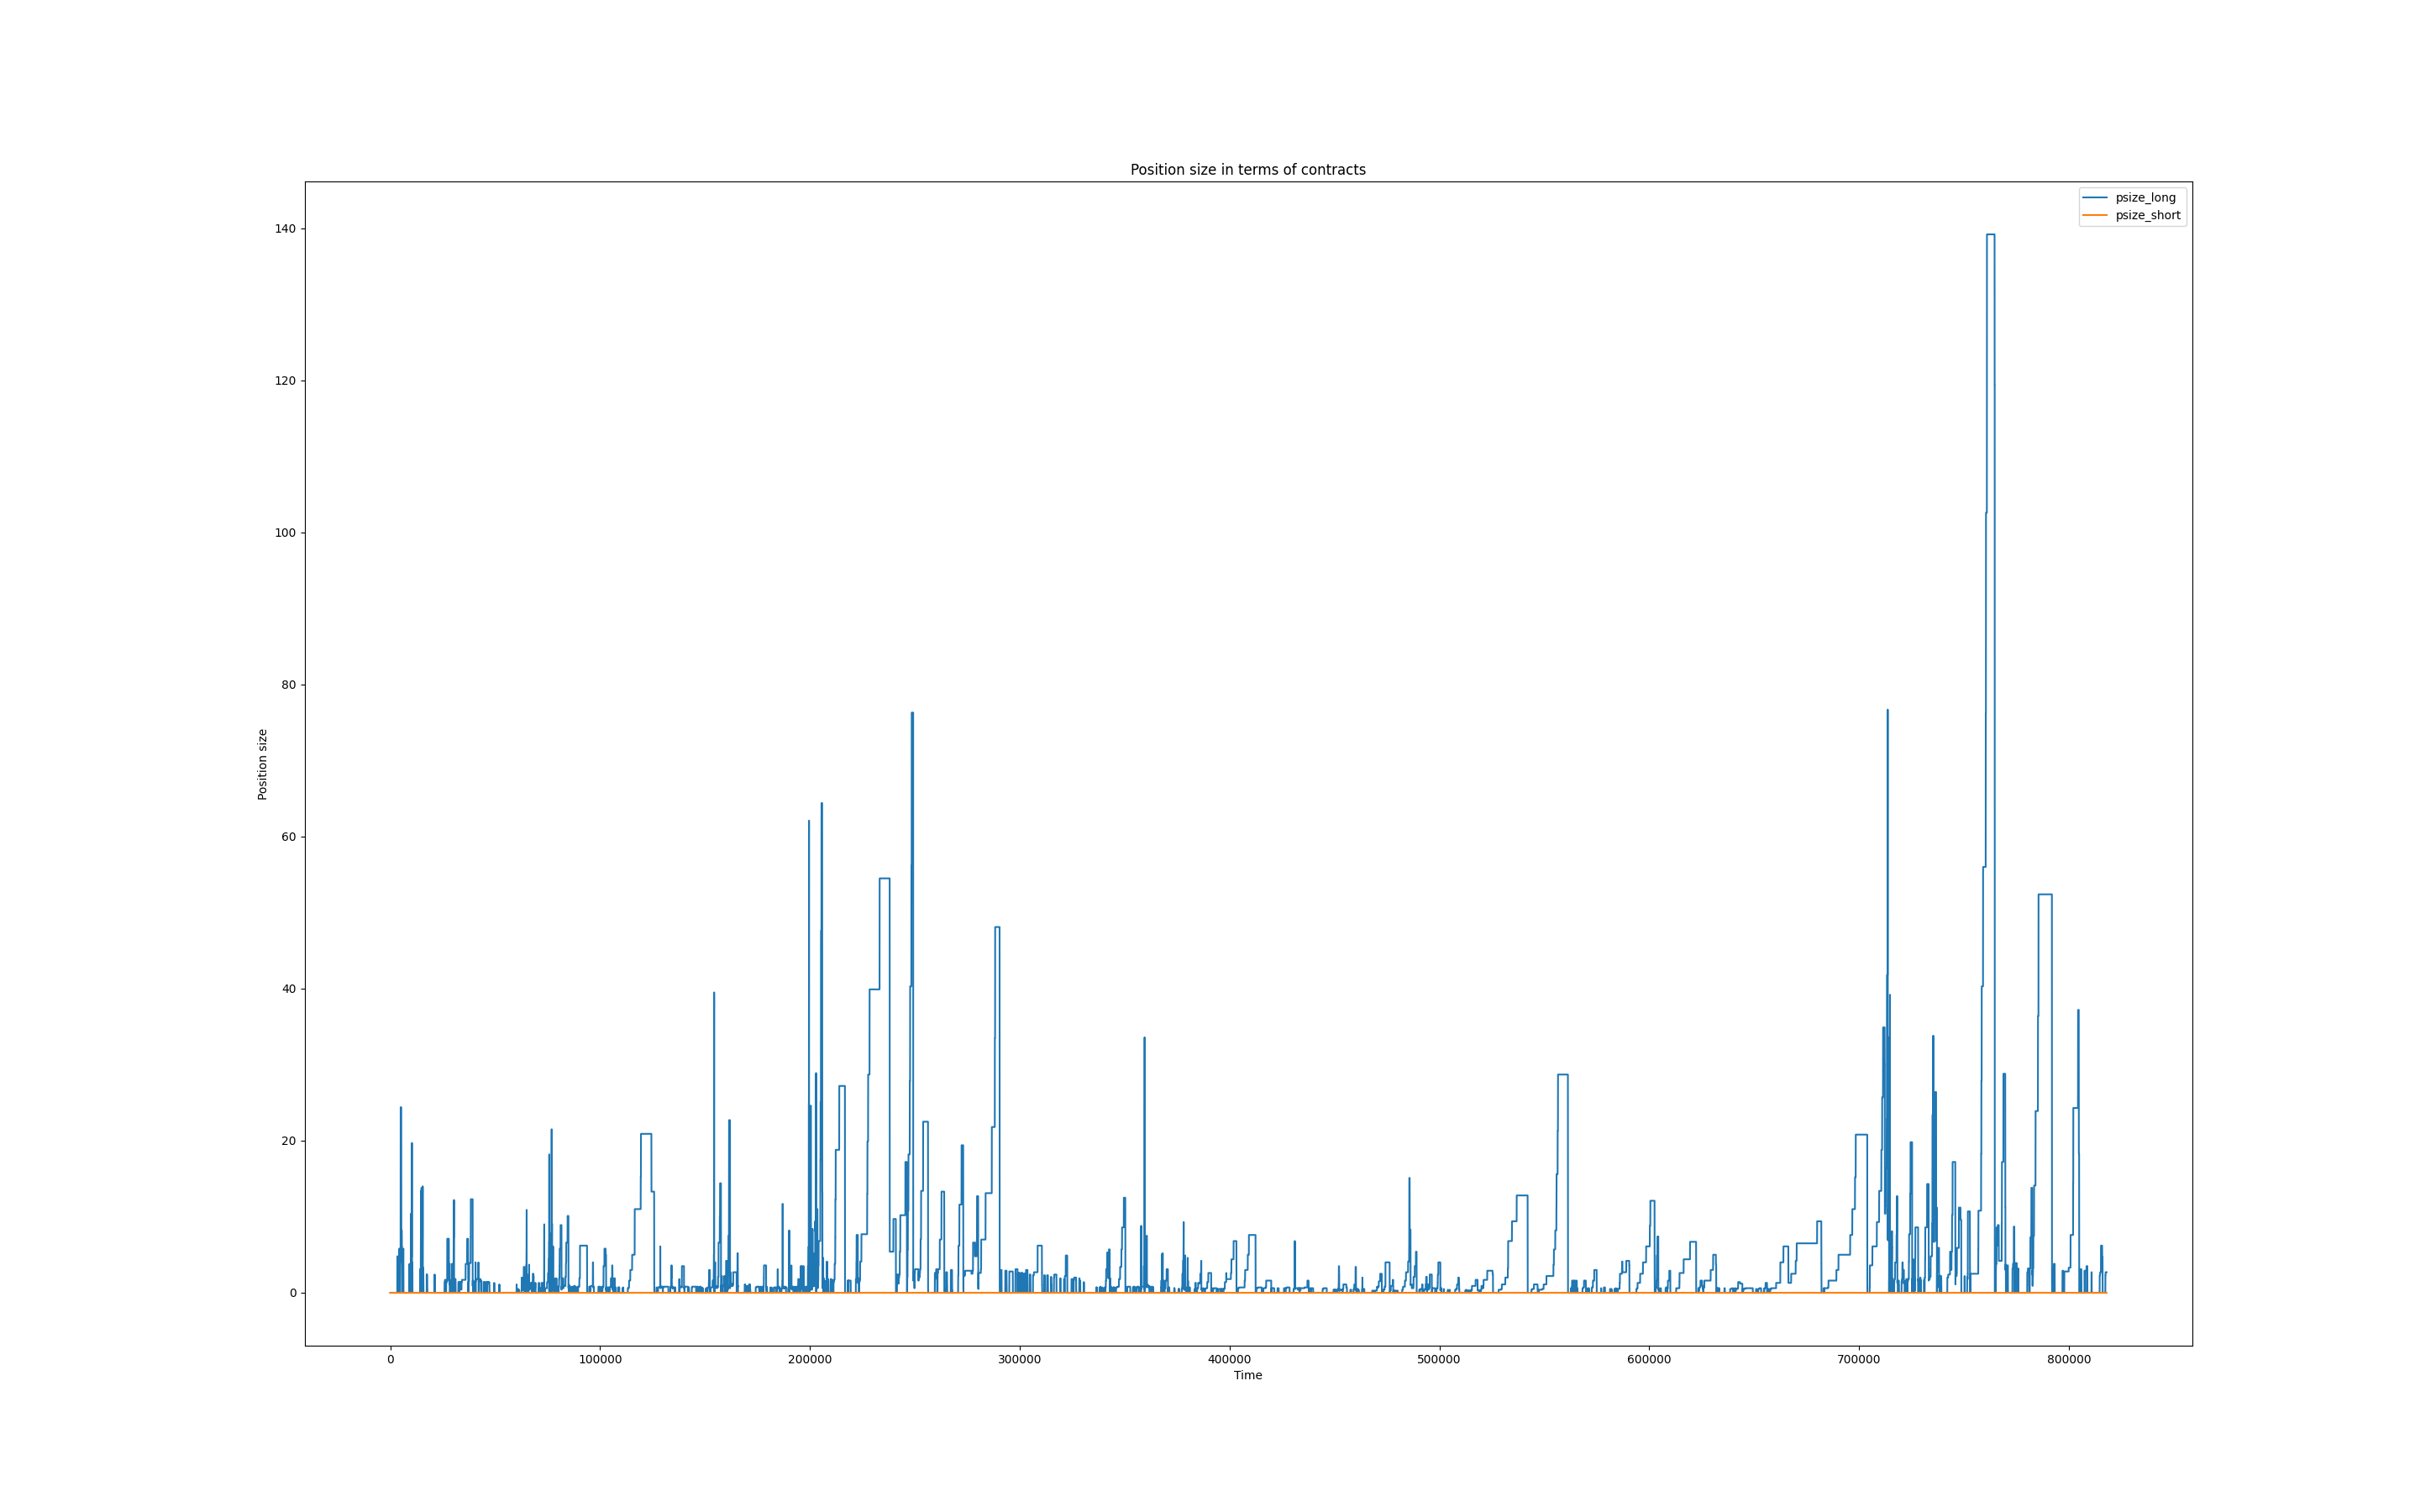 Position size in terms of contracts
psize_long
psize_short
140
120
100
80
60
40
20
0
Position size
0 100000 200000 300000 400000 500000 600000 700000 800000
Time